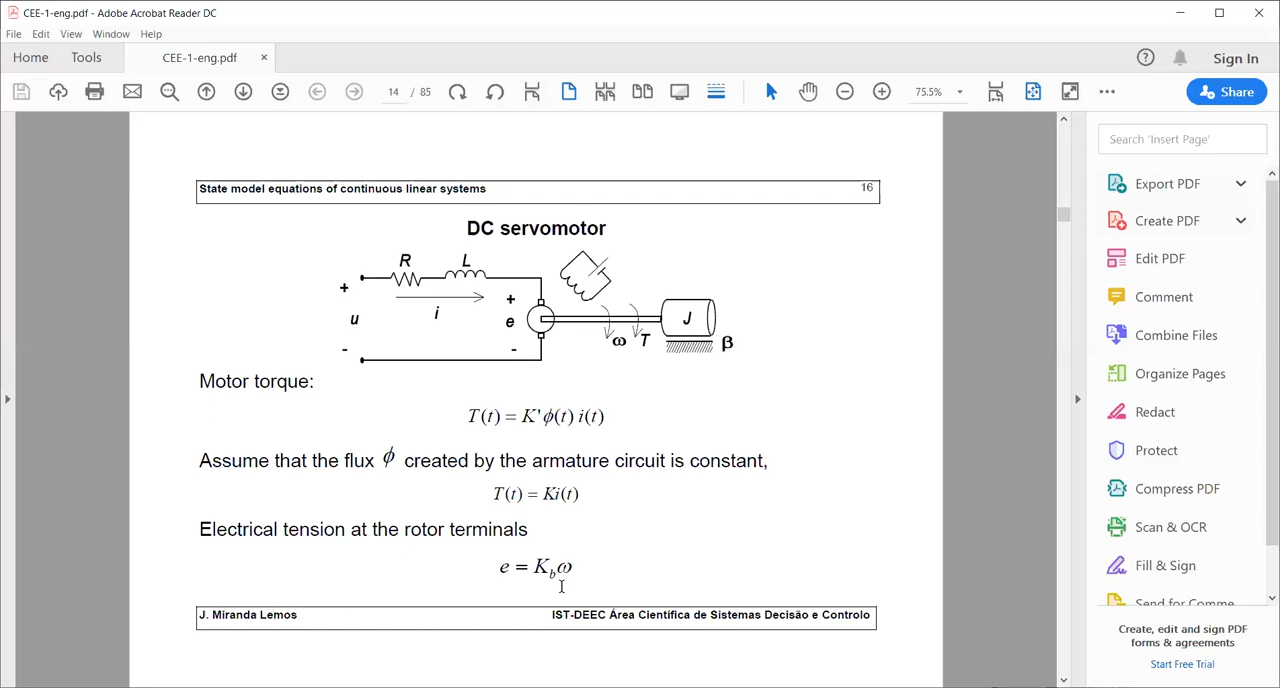 CEE-1-eng.pdf - Adobe Acrobat Reader DC
File Edit View Window Help
Home Tools CEE-1-eng.pdf × Sign In
14 / 85 75.5% Share
State model equations of continuous linear systems 16
DC servomotor
R L
+
i
u
-
+
e
-
ω T
J
β
Motor torque:
T(t) = K'ϕ(t) i(t)
Assume that the flux ϕ created by the armature circuit is constant,
T(t) = Ki(t)
Electrical tension at the rotor terminals
e = K_bω
J. Miranda Lemos IST-DEEC Área Científica de Sistemas Decisão e Controlo
Search 'Insert Page'
Export PDF
Create PDF
Edit PDF
Comment
Combine Files
Organize Pages
Redact
Protect
Compress PDF
Scan & OCR
Fill & Sign
Send for Comme
Create, edit and sign PDF
forms & agreements
Start Free Trial